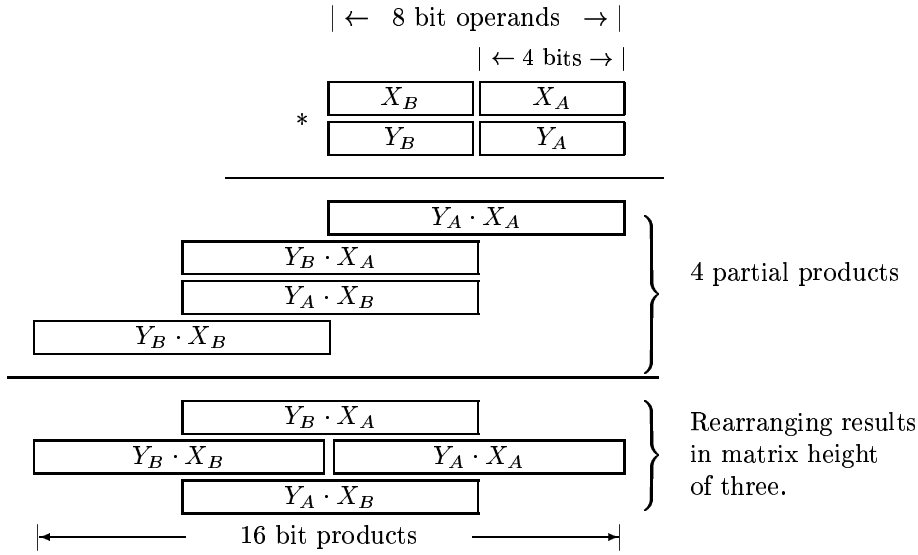 |← 8 bit operands →|
|← 4 bits →|
X_B X_A
*
Y_B Y_A
Y_A · X_A
Y_B · X_A
4 partial products
Y_A · X_B
Y_B · X_B
Y_B · X_A
Rearranging results
Y_B · X_B Y_A · X_A
in matrix height
Y_A · X_B
of three.
16 bit products